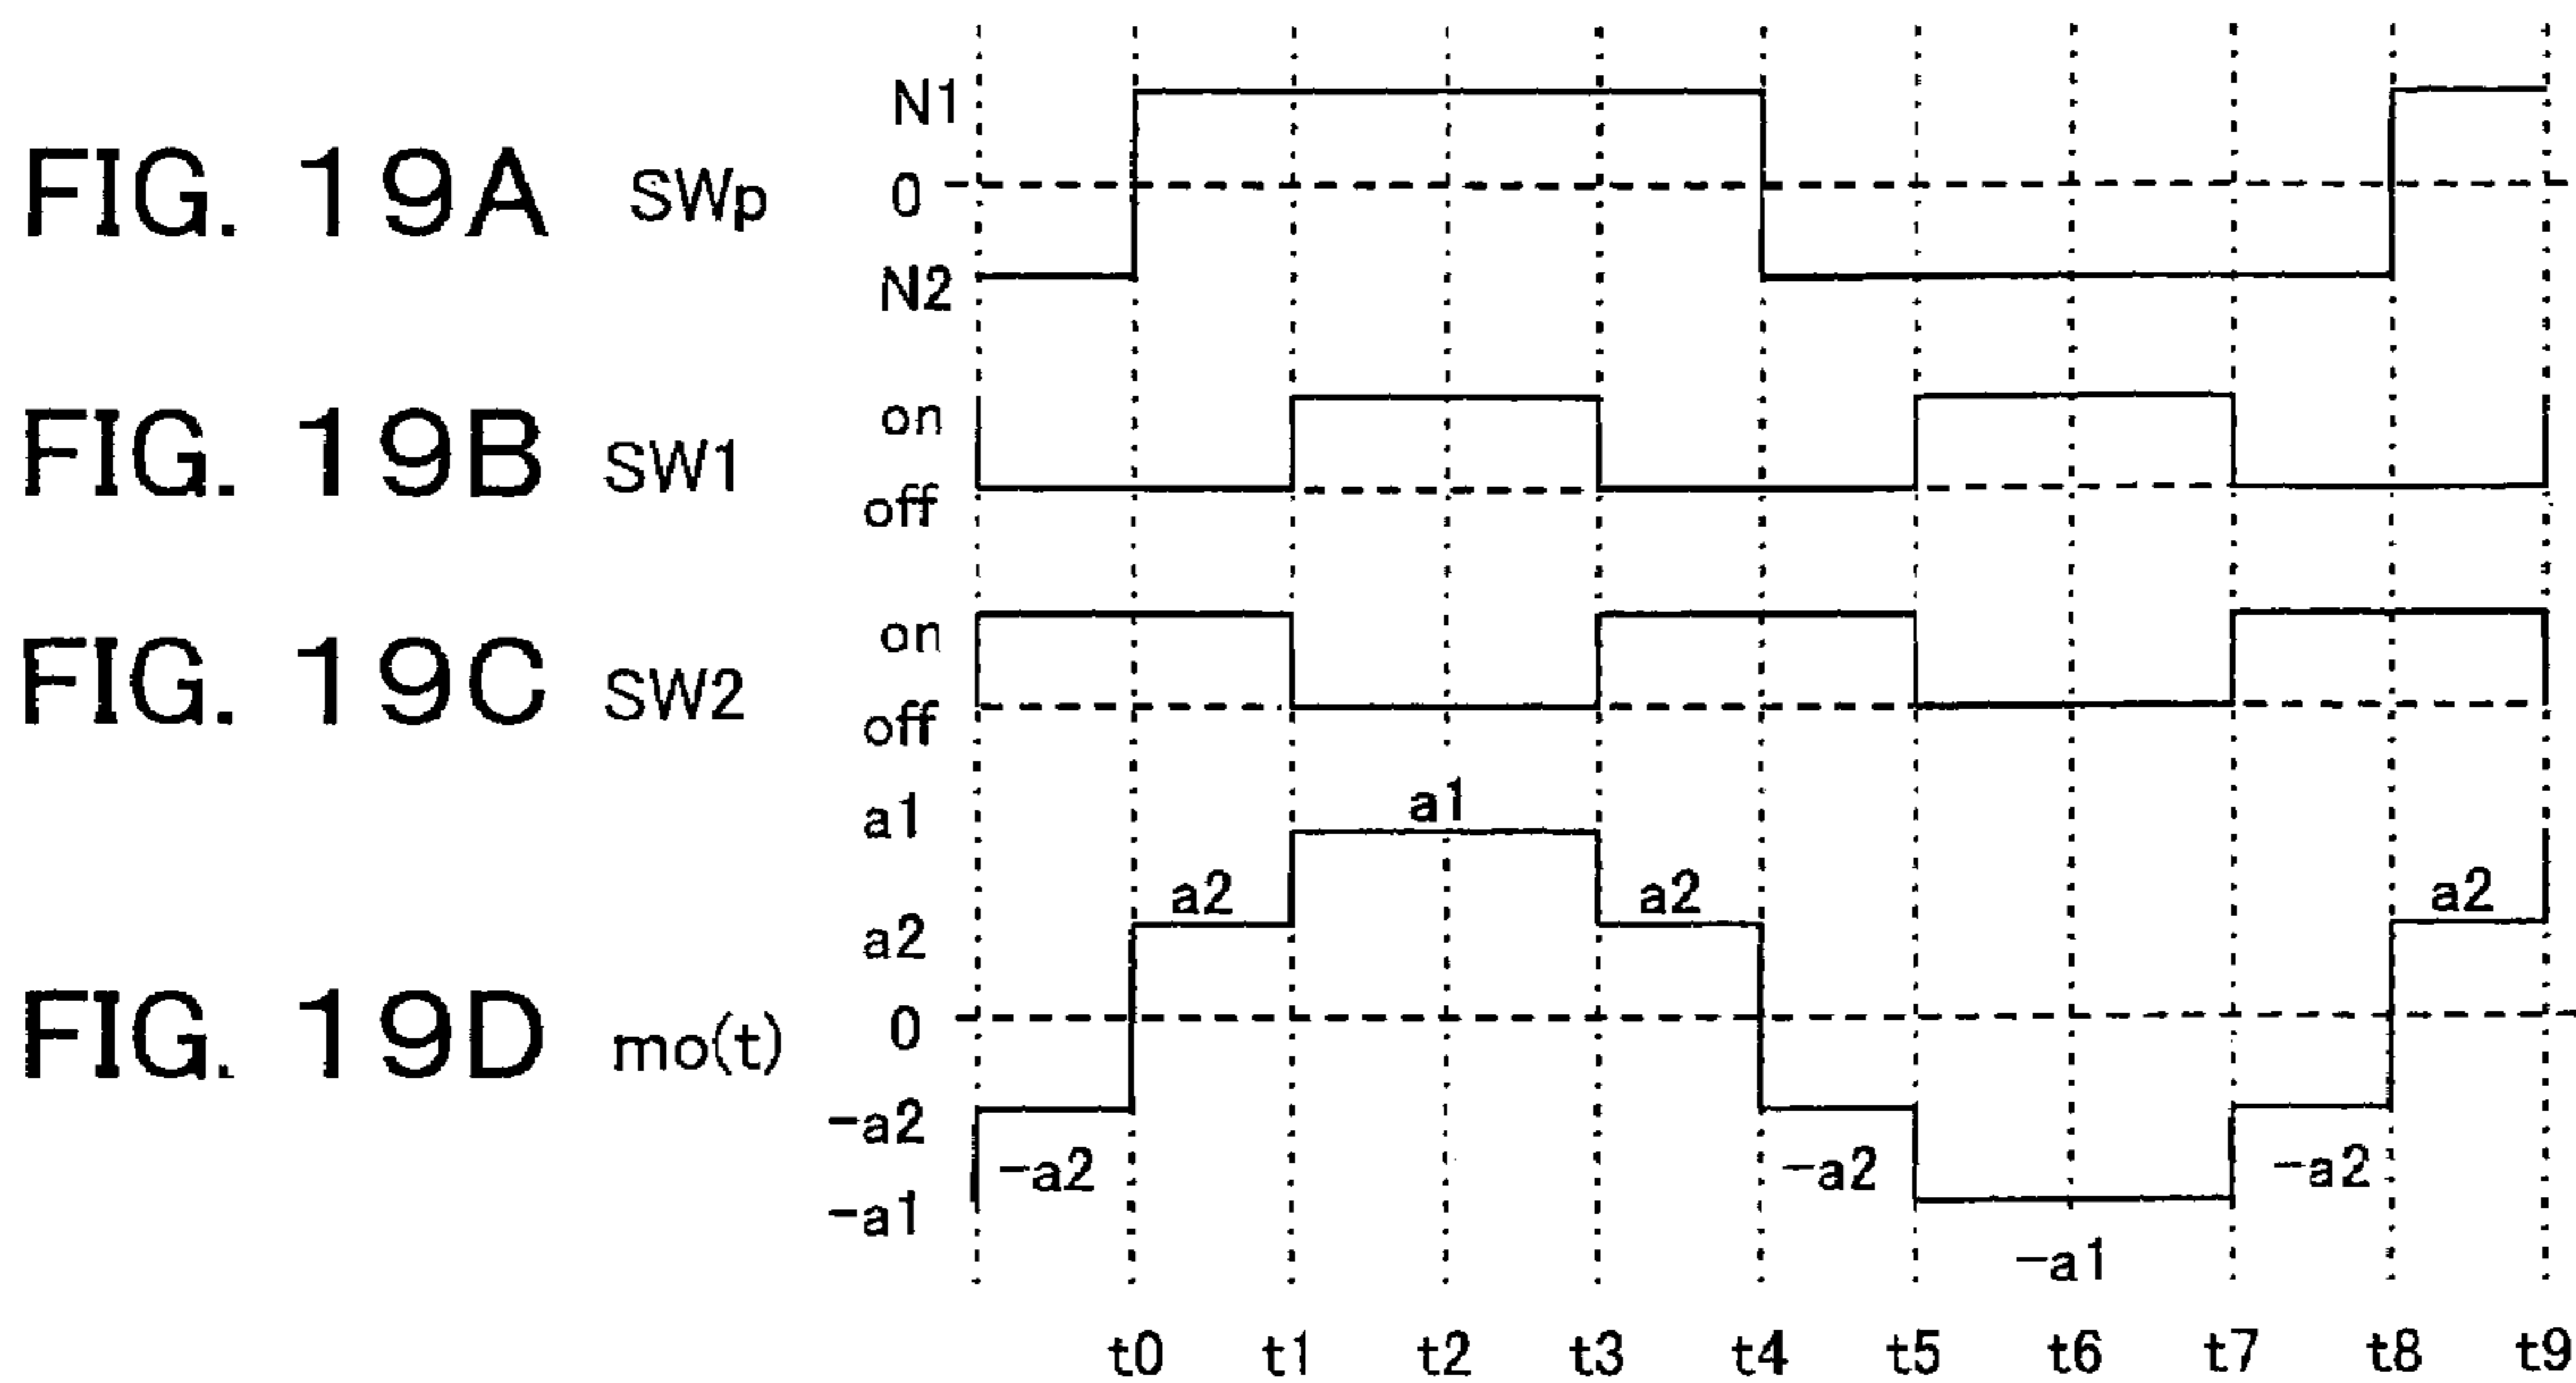 FIG. 19A SWp
N1
0
N2
FIG. 19B SW1
on
off
FIG. 19C SW2
on
off
FIG. 19D mo(t)
a1
a2
0
-a2
-a1
a1
a2
a2
a2
-a2
-a2
-a2
-a1
t0 t1 t2 t3 t4 t5 t6 t7 t8 t9